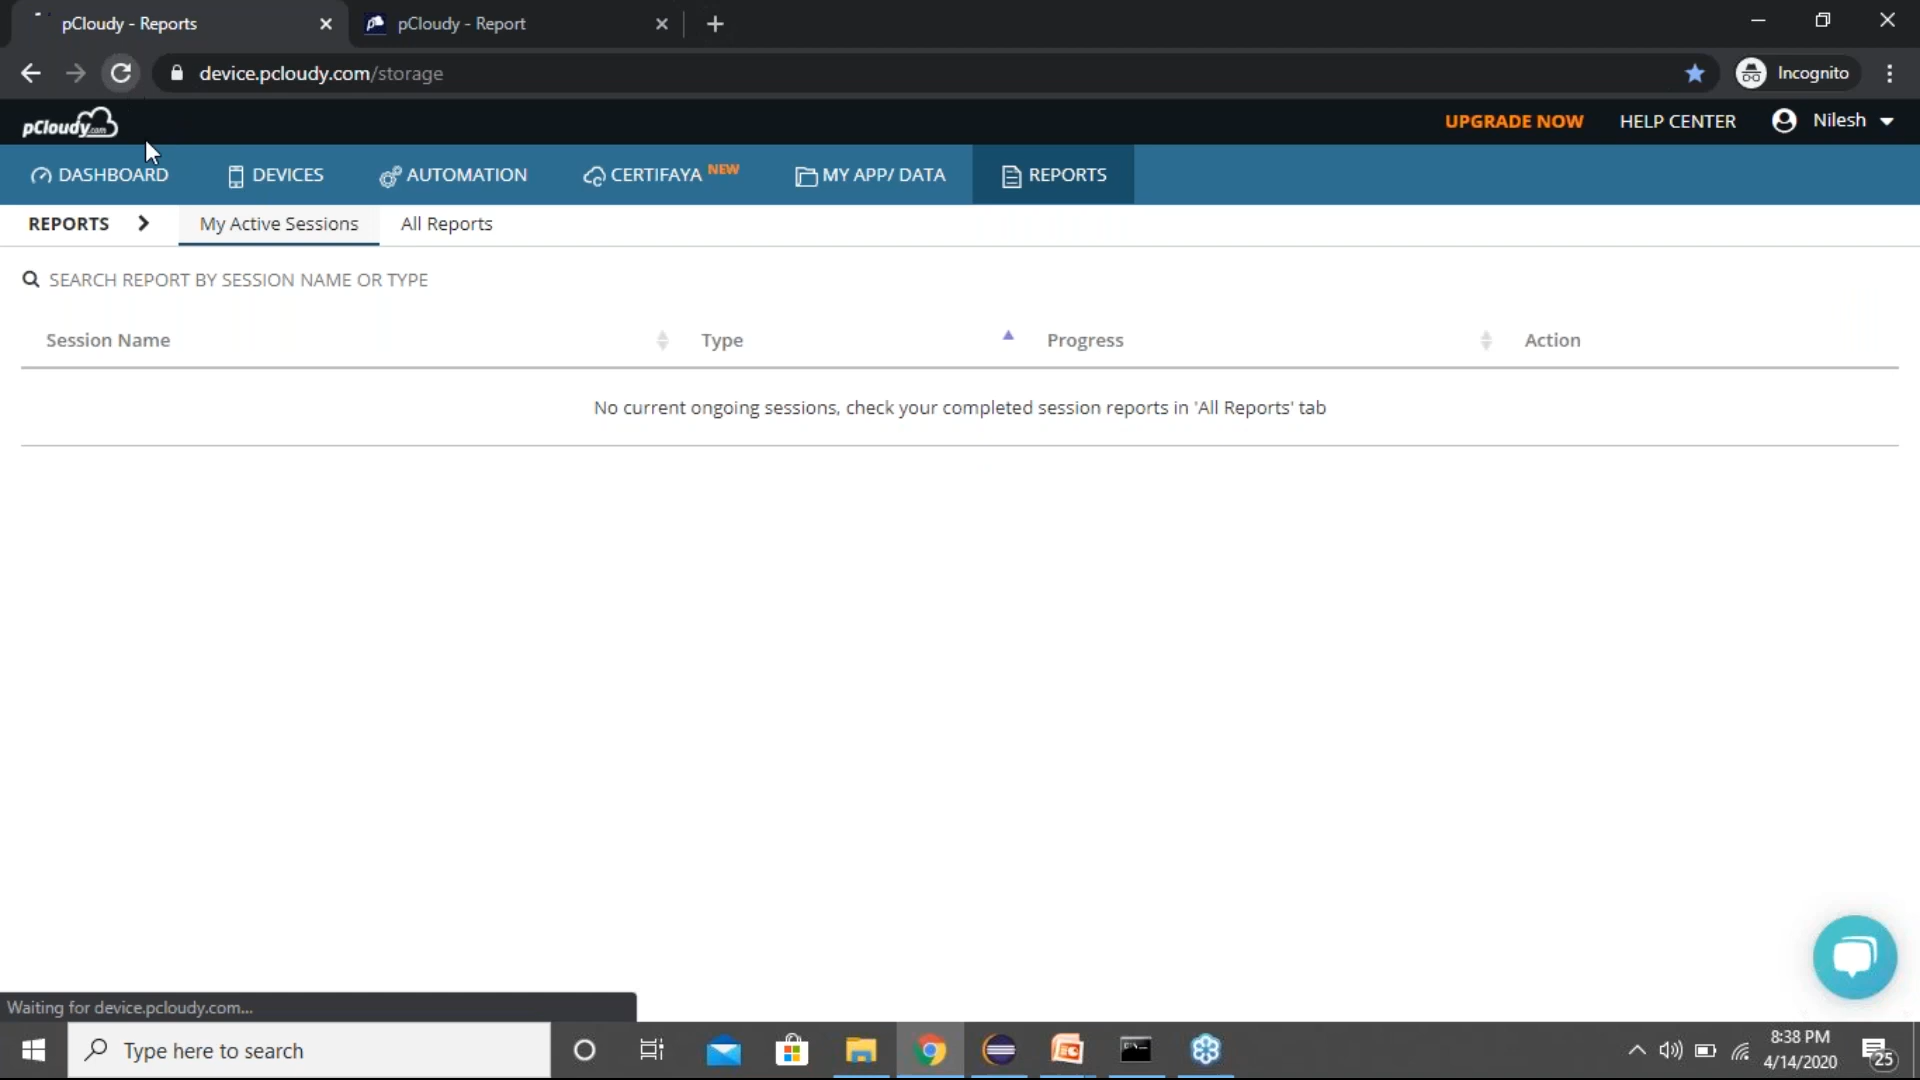 pCloudy - Reports
pCloudy - Report
device.pcloudy.com/storage
Incognito
pCloudy.com
UPGRADE NOW
HELP CENTER
Nilesh
DASHBOARD
DEVICES
AUTOMATION
CERTIFAYA NEW
MY APP/ DATA
REPORTS
REPORTS
My Active Sessions
All Reports
SEARCH REPORT BY SESSION NAME OR TYPE
Session Name
Type
Progress
Action
No current ongoing sessions, check your completed session reports in 'All Reports' tab
Waiting for device.pcloudy.com...
Type here to search
8:38 PM
4/14/2020
25